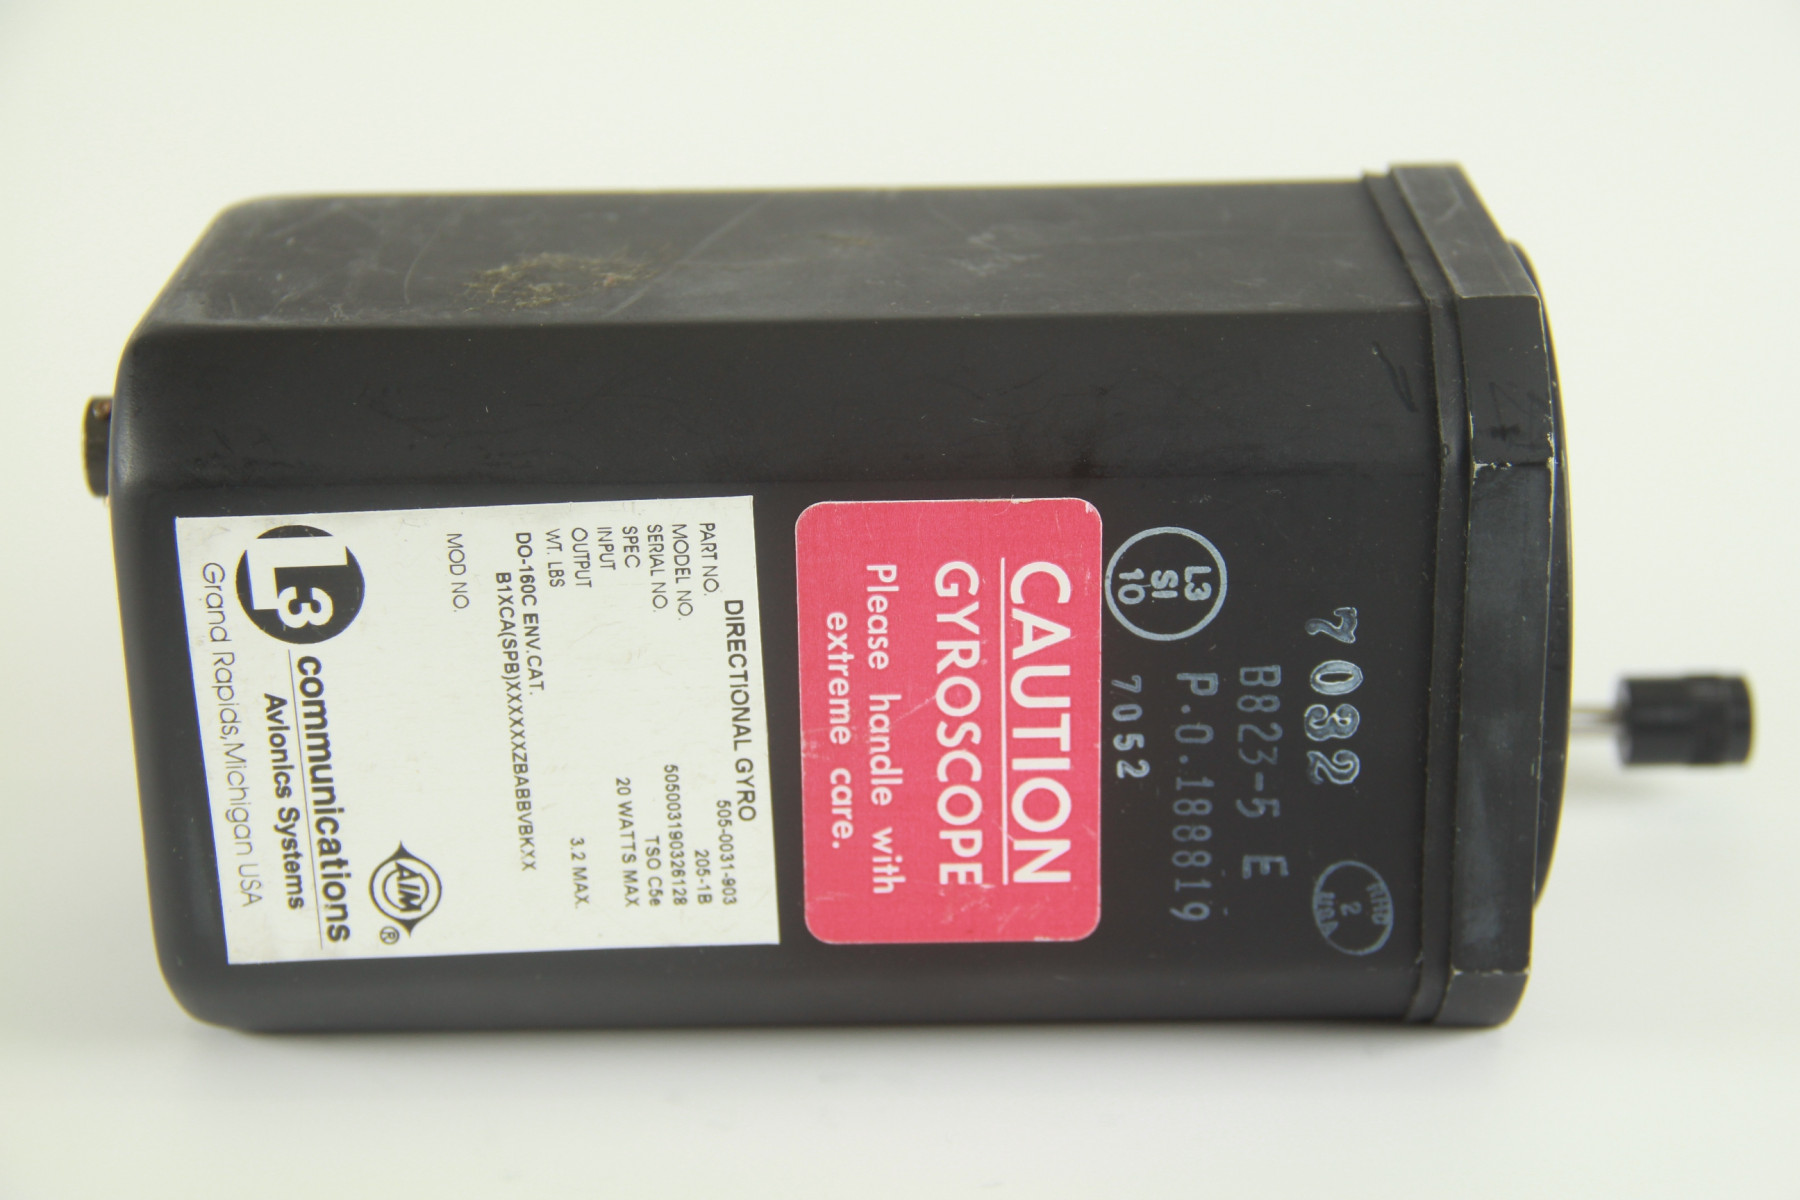 DIRECTIONAL GYRO
PART NO. 505-0031-903
MODEL NO. 205-1B
SERIAL NO. 505003190326128
SPEC TSO C5e
INPUT 20 WATTS MAX
OUTPUT
WT. LBS 3.2 MAX.
DO-160C ENV.CAT.
B1XCA(SPB)XXXXXXZBABBVBKXX
MOD NO.
AIM ®
L3 communications
Avionics Systems
Grand Rapids, Michigan USA
CAUTION
GYROSCOPE
Please handle with
extreme care.
7032
B823-5 E
P.O.188819
L3
SI
10
7052
2